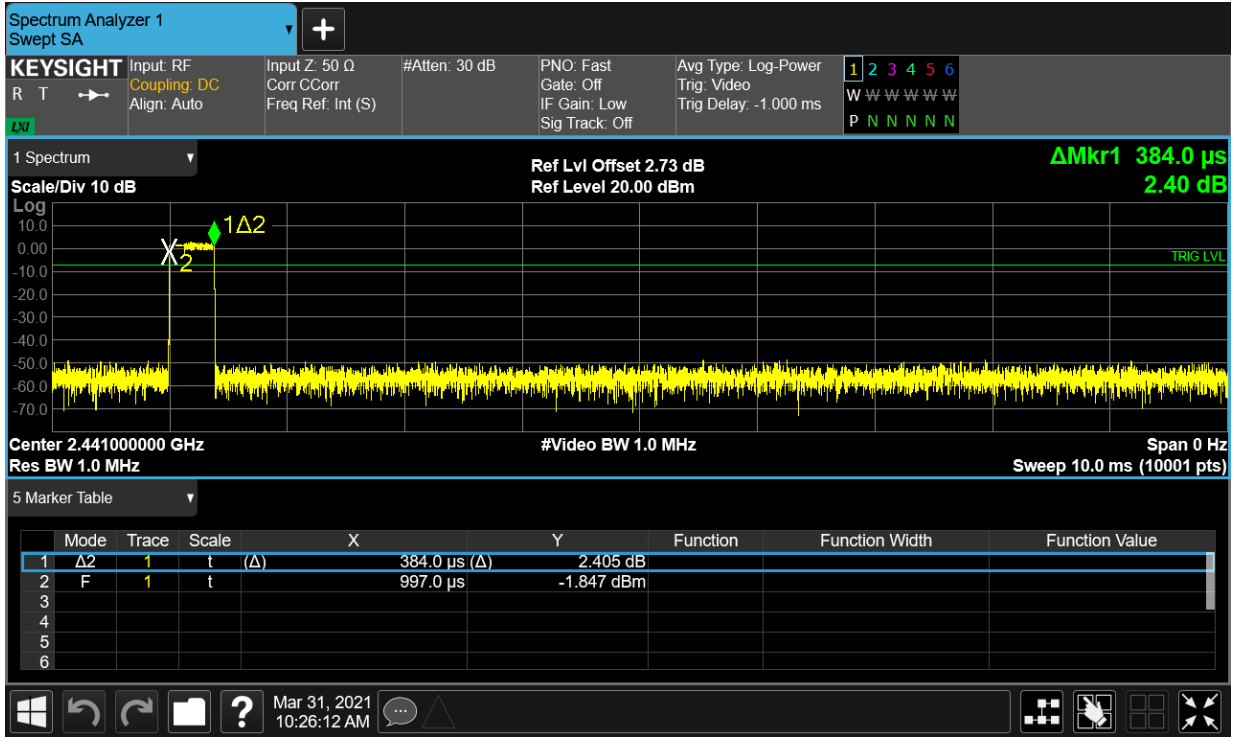 Spectrum Analyzer 1
Swept SA
KEYSIGHT
R T
LXI
Input: RF
Coupling: DC
Align: Auto
Input Z: 50 Ω
Corr CCorr
Freq Ref: Int (S)
#Atten: 30 dB
PNO: Fast
Gate: Off
IF Gain: Low
Sig Track: Off
Avg Type: Log-Power
Trig: Video
Trig Delay: -1.000 ms
1 2 3 4 5 6
W W W W W W
P N N N N N
1 Spectrum
Scale/Div 10 dB
Ref Lvl Offset 2.73 dB
Ref Level 20.00 dBm
ΔMkr1 384.0 µs
2.40 dB
Log
10.0
0.00
-10.0
-20.0
-30.0
-40.0
-50.0
-60.0
-70.0
1Δ2
X
2
TRIG LVL
Center 2.441000000 GHz
Res BW 1.0 MHz
#Video BW 1.0 MHz
Span 0 Hz
Sweep 10.0 ms (10001 pts)
5 Marker Table
Mode Trace Scale X Y Function Function Width Function Value
1 Δ2 1 t (Δ) 384.0 µs (Δ) 2.405 dB
2 F 1 t 997.0 µs -1.847 dBm
3
4
5
6
?
Mar 31, 2021
10:26:12 AM